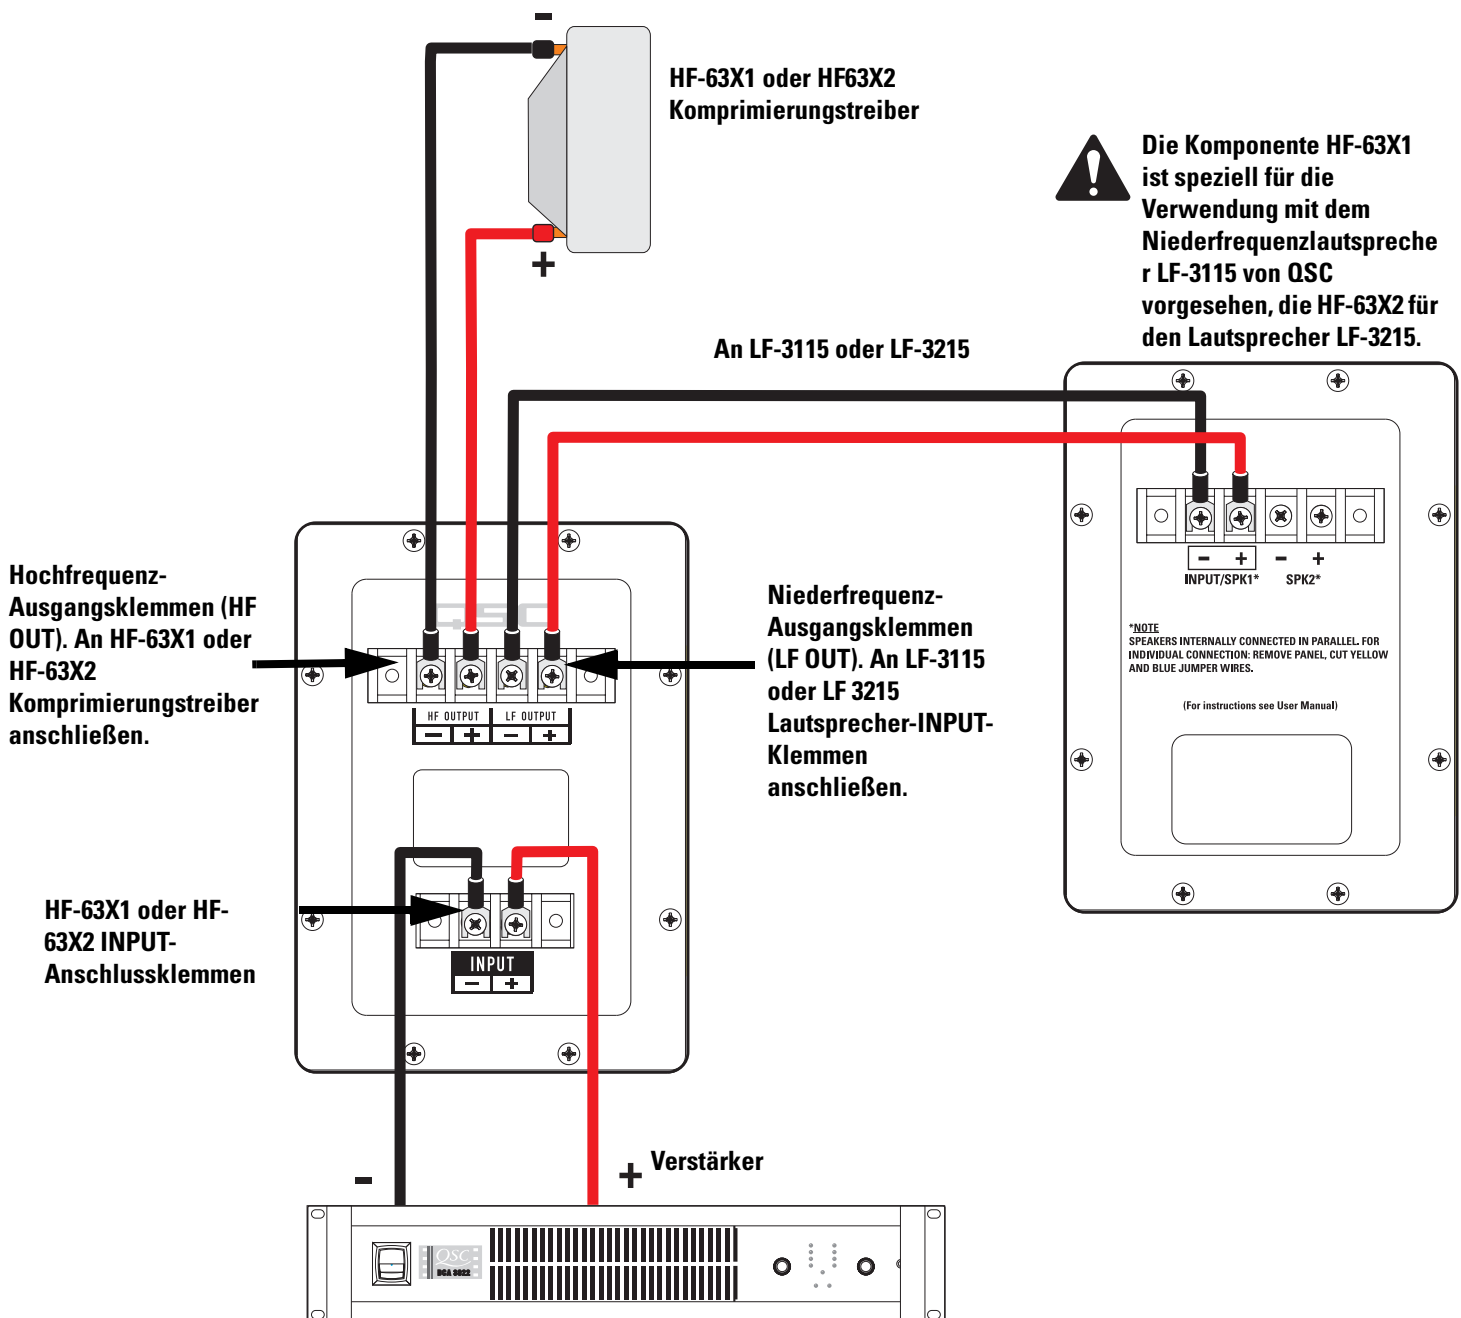 -
HF-63X1 oder HF63X2
Komprimierungstreiber
+
Die Komponente HF-63X1
ist speziell für die
Verwendung mit dem
Niederfrequenzlautspreche
r LF-3115 von QSC
vorgesehen, die HF-63X2 für
den Lautsprecher LF-3215.
An LF-3115 oder LF-3215
- + - +
INPUT/SPK1* SPK2*
*NOTE
SPEAKERS INTERNALLY CONNECTED IN PARALLEL. FOR
INDIVIDUAL CONNECTION: REMOVE PANEL, CUT YELLOW
AND BLUE JUMPER WIRES.
(For instructions see User Manual)
Hochfrequenz-
Ausgangsklemmen (HF
OUT). An HF-63X1 oder
HF-63X2
Komprimierungstreiber
anschließen.
QSC
HF OUTPUT LF OUTPUT
- + - +
Niederfrequenz-
Ausgangsklemmen
(LF OUT). An LF-3115
oder LF 3215
Lautsprecher-INPUT-
Klemmen
anschließen.
HF-63X1 oder HF-
63X2 INPUT-
Anschlussklemmen
INPUT
- +
- + Verstärker
QSC
DCA 3022